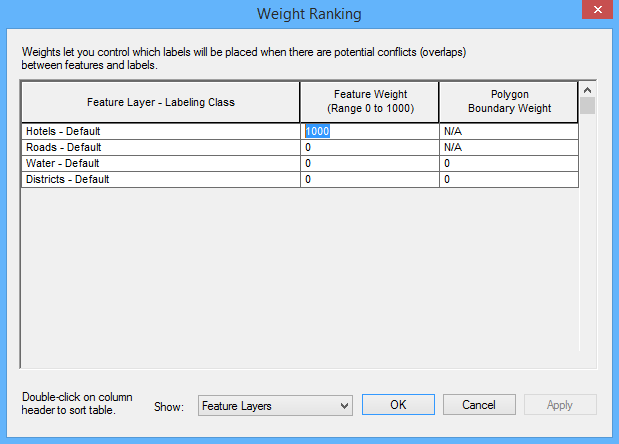 Weight Ranking
Weights let you control which labels will be placed when there are potential conflicts (overlaps)
between features and labels.
Feature Layer - Labeling Class
Feature Weight
(Range 0 to 1000)
Polygon
Boundary Weight
Hotels - Default 1000 N/A
Roads - Default 0 N/A
Water - Default 0 0
Districts - Default 0 0
Double-click on column
header to sort table.
Show: Feature Layers OK Cancel Apply